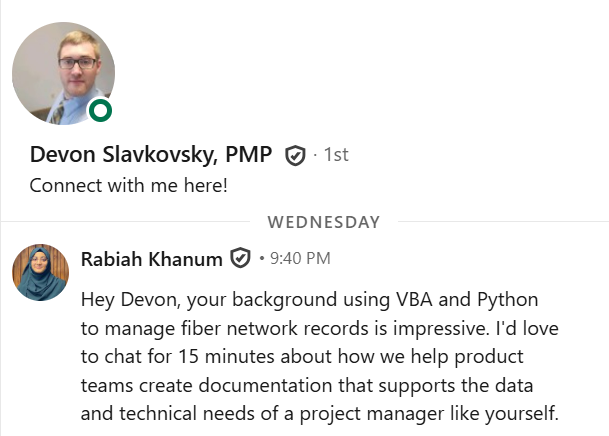 Devon Slavkovsky, PMP · 1st
Connect with me here!
WEDNESDAY
Rabiah Khanum • 9:40 PM
Hey Devon, your background using VBA and Python
to manage fiber network records is impressive. I'd love
to chat for 15 minutes about how we help product
teams create documentation that supports the data
and technical needs of a project manager like yourself.